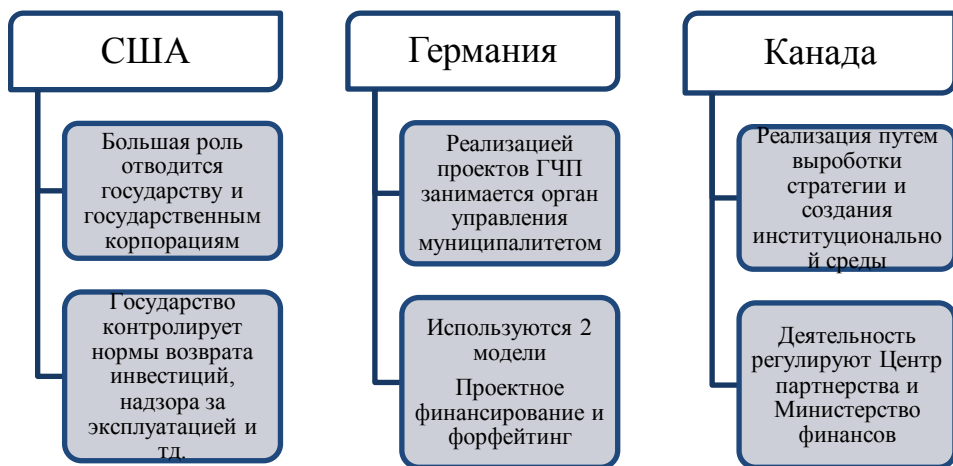 США
Большая роль
отводится
государству и
государственным
корпорациям
Государство
контролирует
нормы возврата
инвестиций,
надзора за
эксплуатацией и
тд.
Германия
Реализацией
проектов ГЧП
занимается орган
управления
муниципалитетом
Используются 2
модели
Проектное
финансирование и
форфейтинг
Канада
Реализация путем
выроботки
стратегии и
создания
институционально
й среды
Деятельность
регулируют Центр
партнерства и
Министерство
финансов